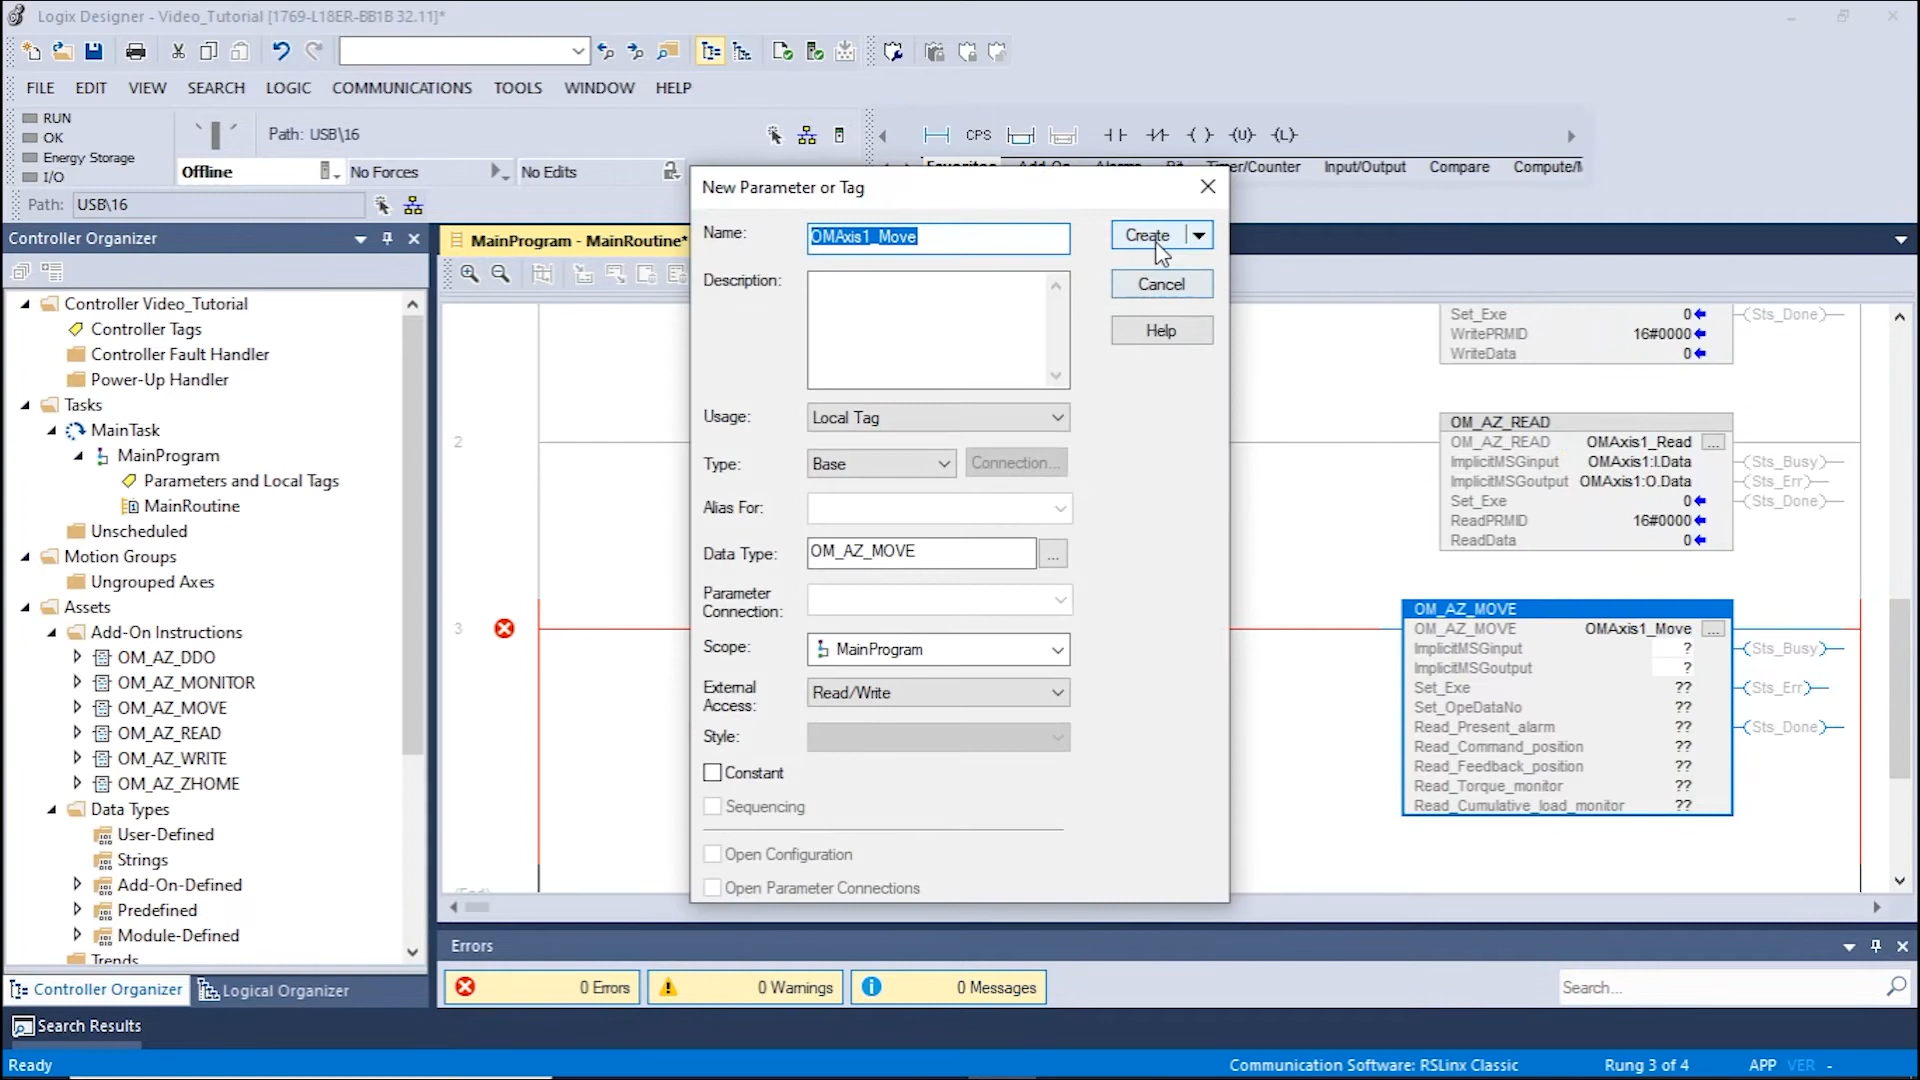 Logix Designer - Video_Tutorial [1769-L18ER-BB1B 32.11]*
FILE EDIT VIEW SEARCH LOGIC COMMUNICATIONS TOOLS WINDOW HELP
RUN
OK
Energy Storage
I/O
Path: USB\16
Offline
No Forces
No Edits
CPS
(U)
(L)
Favorites Add-On Alarms Bit Timer/Counter Input/Output Compare
Path: USB\16
Controller Organizer
Controller Video_Tutorial
Controller Tags
Controller Fault Handler
Power-Up Handler
Tasks
MainTask
MainProgram
Parameters and Local Tags
MainRoutine
Unscheduled
Motion Groups
Ungrouped Axes
Assets
Add-On Instructions
OM_AZ_DDO
OM_AZ_MONITOR
OM_AZ_MOVE
OM_AZ_READ
OM_AZ_WRITE
OM_AZ_ZHOME
Data Types
User-Defined
Strings
Add-On-Defined
Predefined
Module-Defined
Trends
Controller Organizer
Logical Organizer
MainProgram - MainRoutine*
2
3
(End)
New Parameter or Tag
Name: OMAxis1_Move
Create
Cancel
Help
Description:
Usage: Local Tag
Type: Base
Connection...
Alias For:
Data Type: OM_AZ_MOVE ...
Parameter
Connection:
Scope: MainProgram
External
Access:
Read/Write
Style:
Constant
Sequencing
Open Configuration
Open Parameter Connections
Set_Exe 0 (Sts_Done)
WritePRMID 16#0000
WriteData 0
OM_AZ_READ
OM_AZ_READ OMAxis1_Read ...
ImplicitMSGinput OMAxis1:I.Data (Sts_Busy)
ImplicitMSGoutput OMAxis1:O.Data (Sts_Err)
Set_Exe 0 (Sts_Done)
ReadPRMID 16#0000
ReadData 0
OM_AZ_MOVE
OM_AZ_MOVE OMAxis1_Move ...
ImplicitMSGinput ? (Sts_Busy)
ImplicitMSGoutput ?
Set_Exe ?? (Sts_Err)
Set_OpeDataNo ??
Read_Present_alarm ?? (Sts_Done)
Read_Command_position ??
Read_Feedback_position ??
Read_Torque_monitor ??
Read_Cumulative_load_monitor ??
Errors
0 Errors
0 Warnings
0 Messages
Search...
Search Results
Ready
Communication Software: RSLinx Classic
Rung 3 of 4
APP VER -